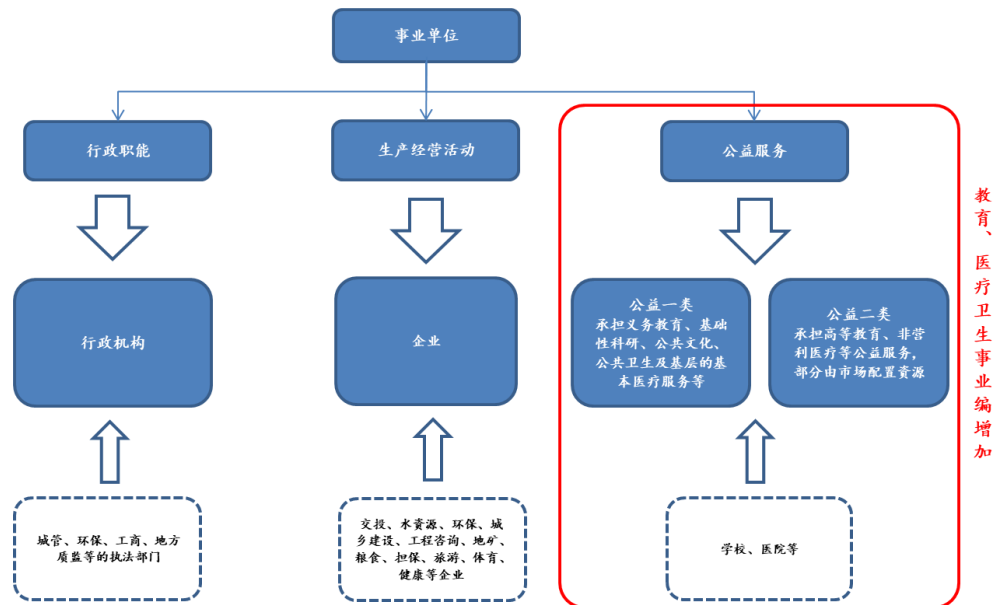 事业单位
行政职能
生产经营活动
公益服务
行政机构
企业
公益一类
承担义务教育、基础
性科研、公共文化、
公共卫生及基层的基
本医疗服务等
公益二类
承担高等教育、非营
利医疗等公益服务，
部分由市场配置资源
城管、环保、工商、地方
质监等的执法部门
交投、水资源、环保、城
乡建设、工程咨询、地矿、
粮食、担保、旅游、体育、
健康等企业
学校、医院等
教育、医疗卫生事业编增加